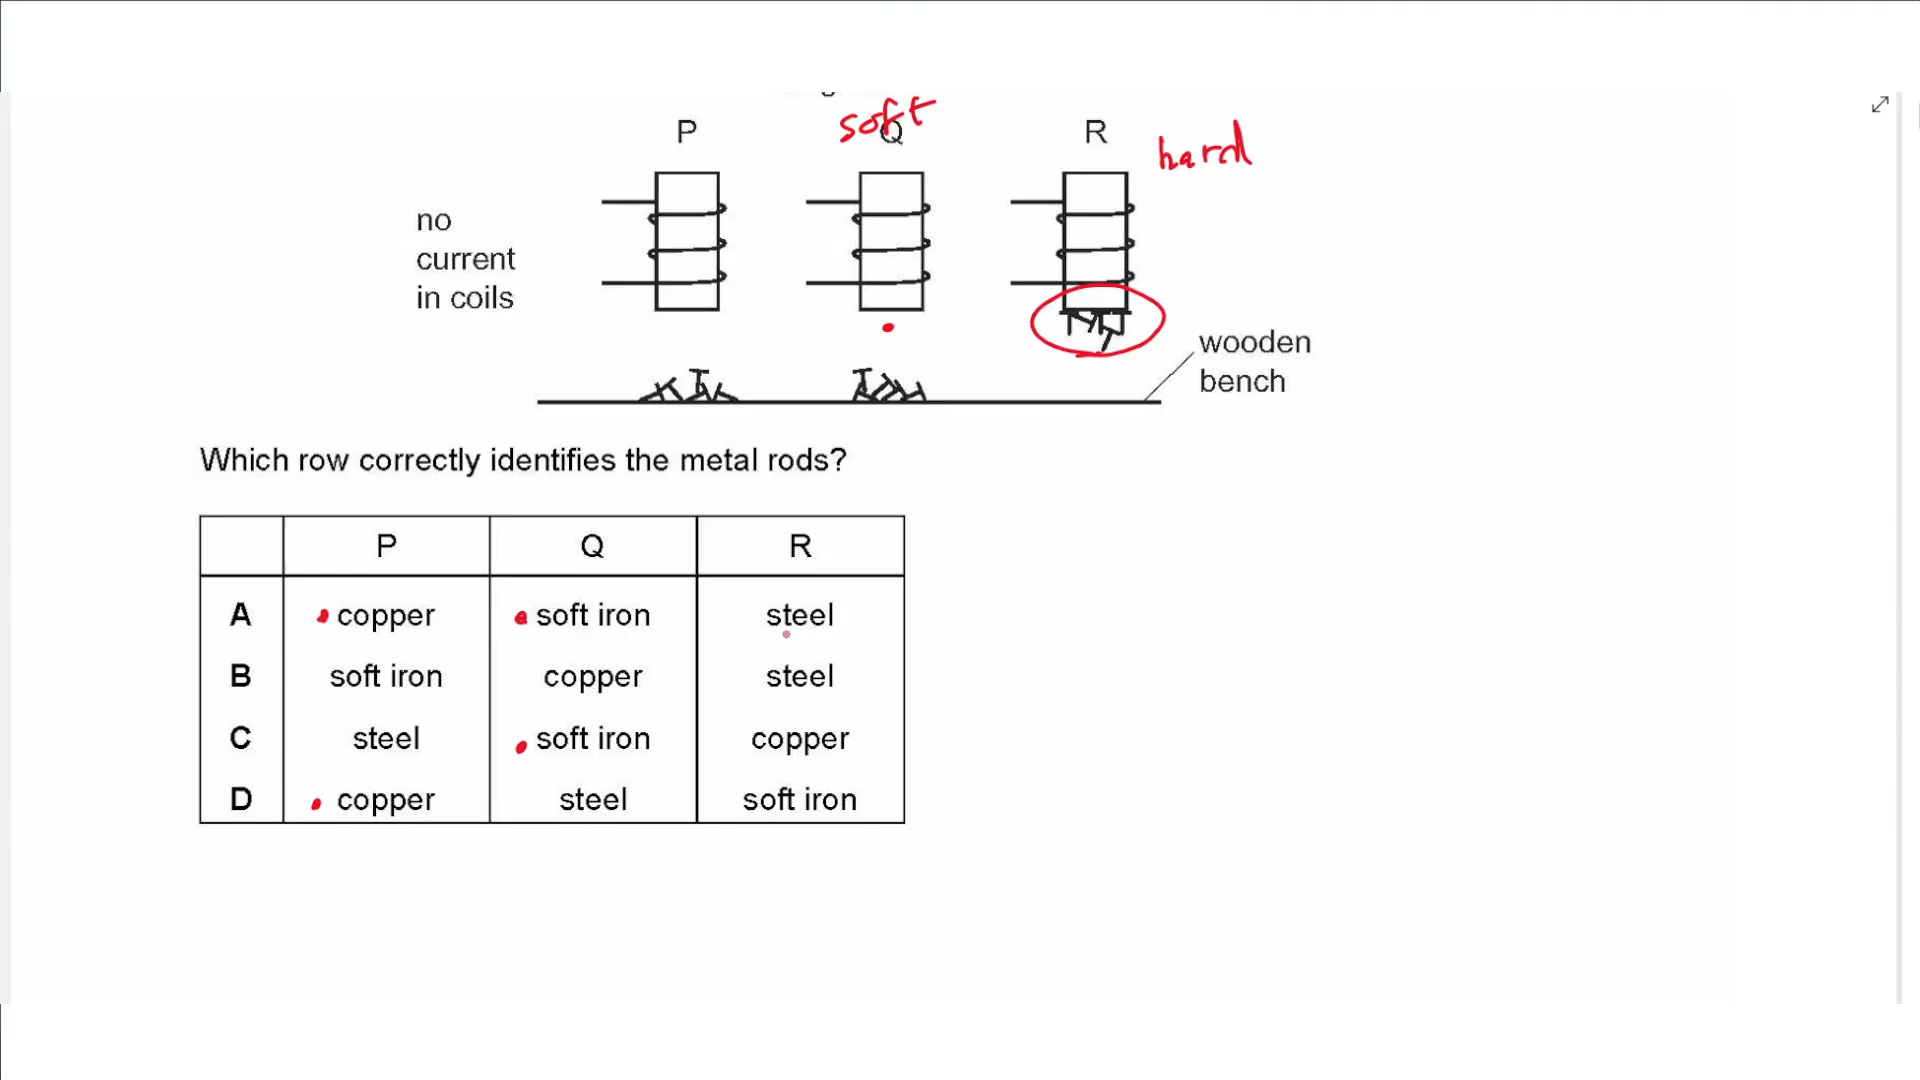 soft
P Q R
hard
no
current
in coils
wooden
bench
Which row correctly identifies the metal rods?
P Q R
A copper soft iron steel
B soft iron copper steel
C steel soft iron copper
D copper steel soft iron